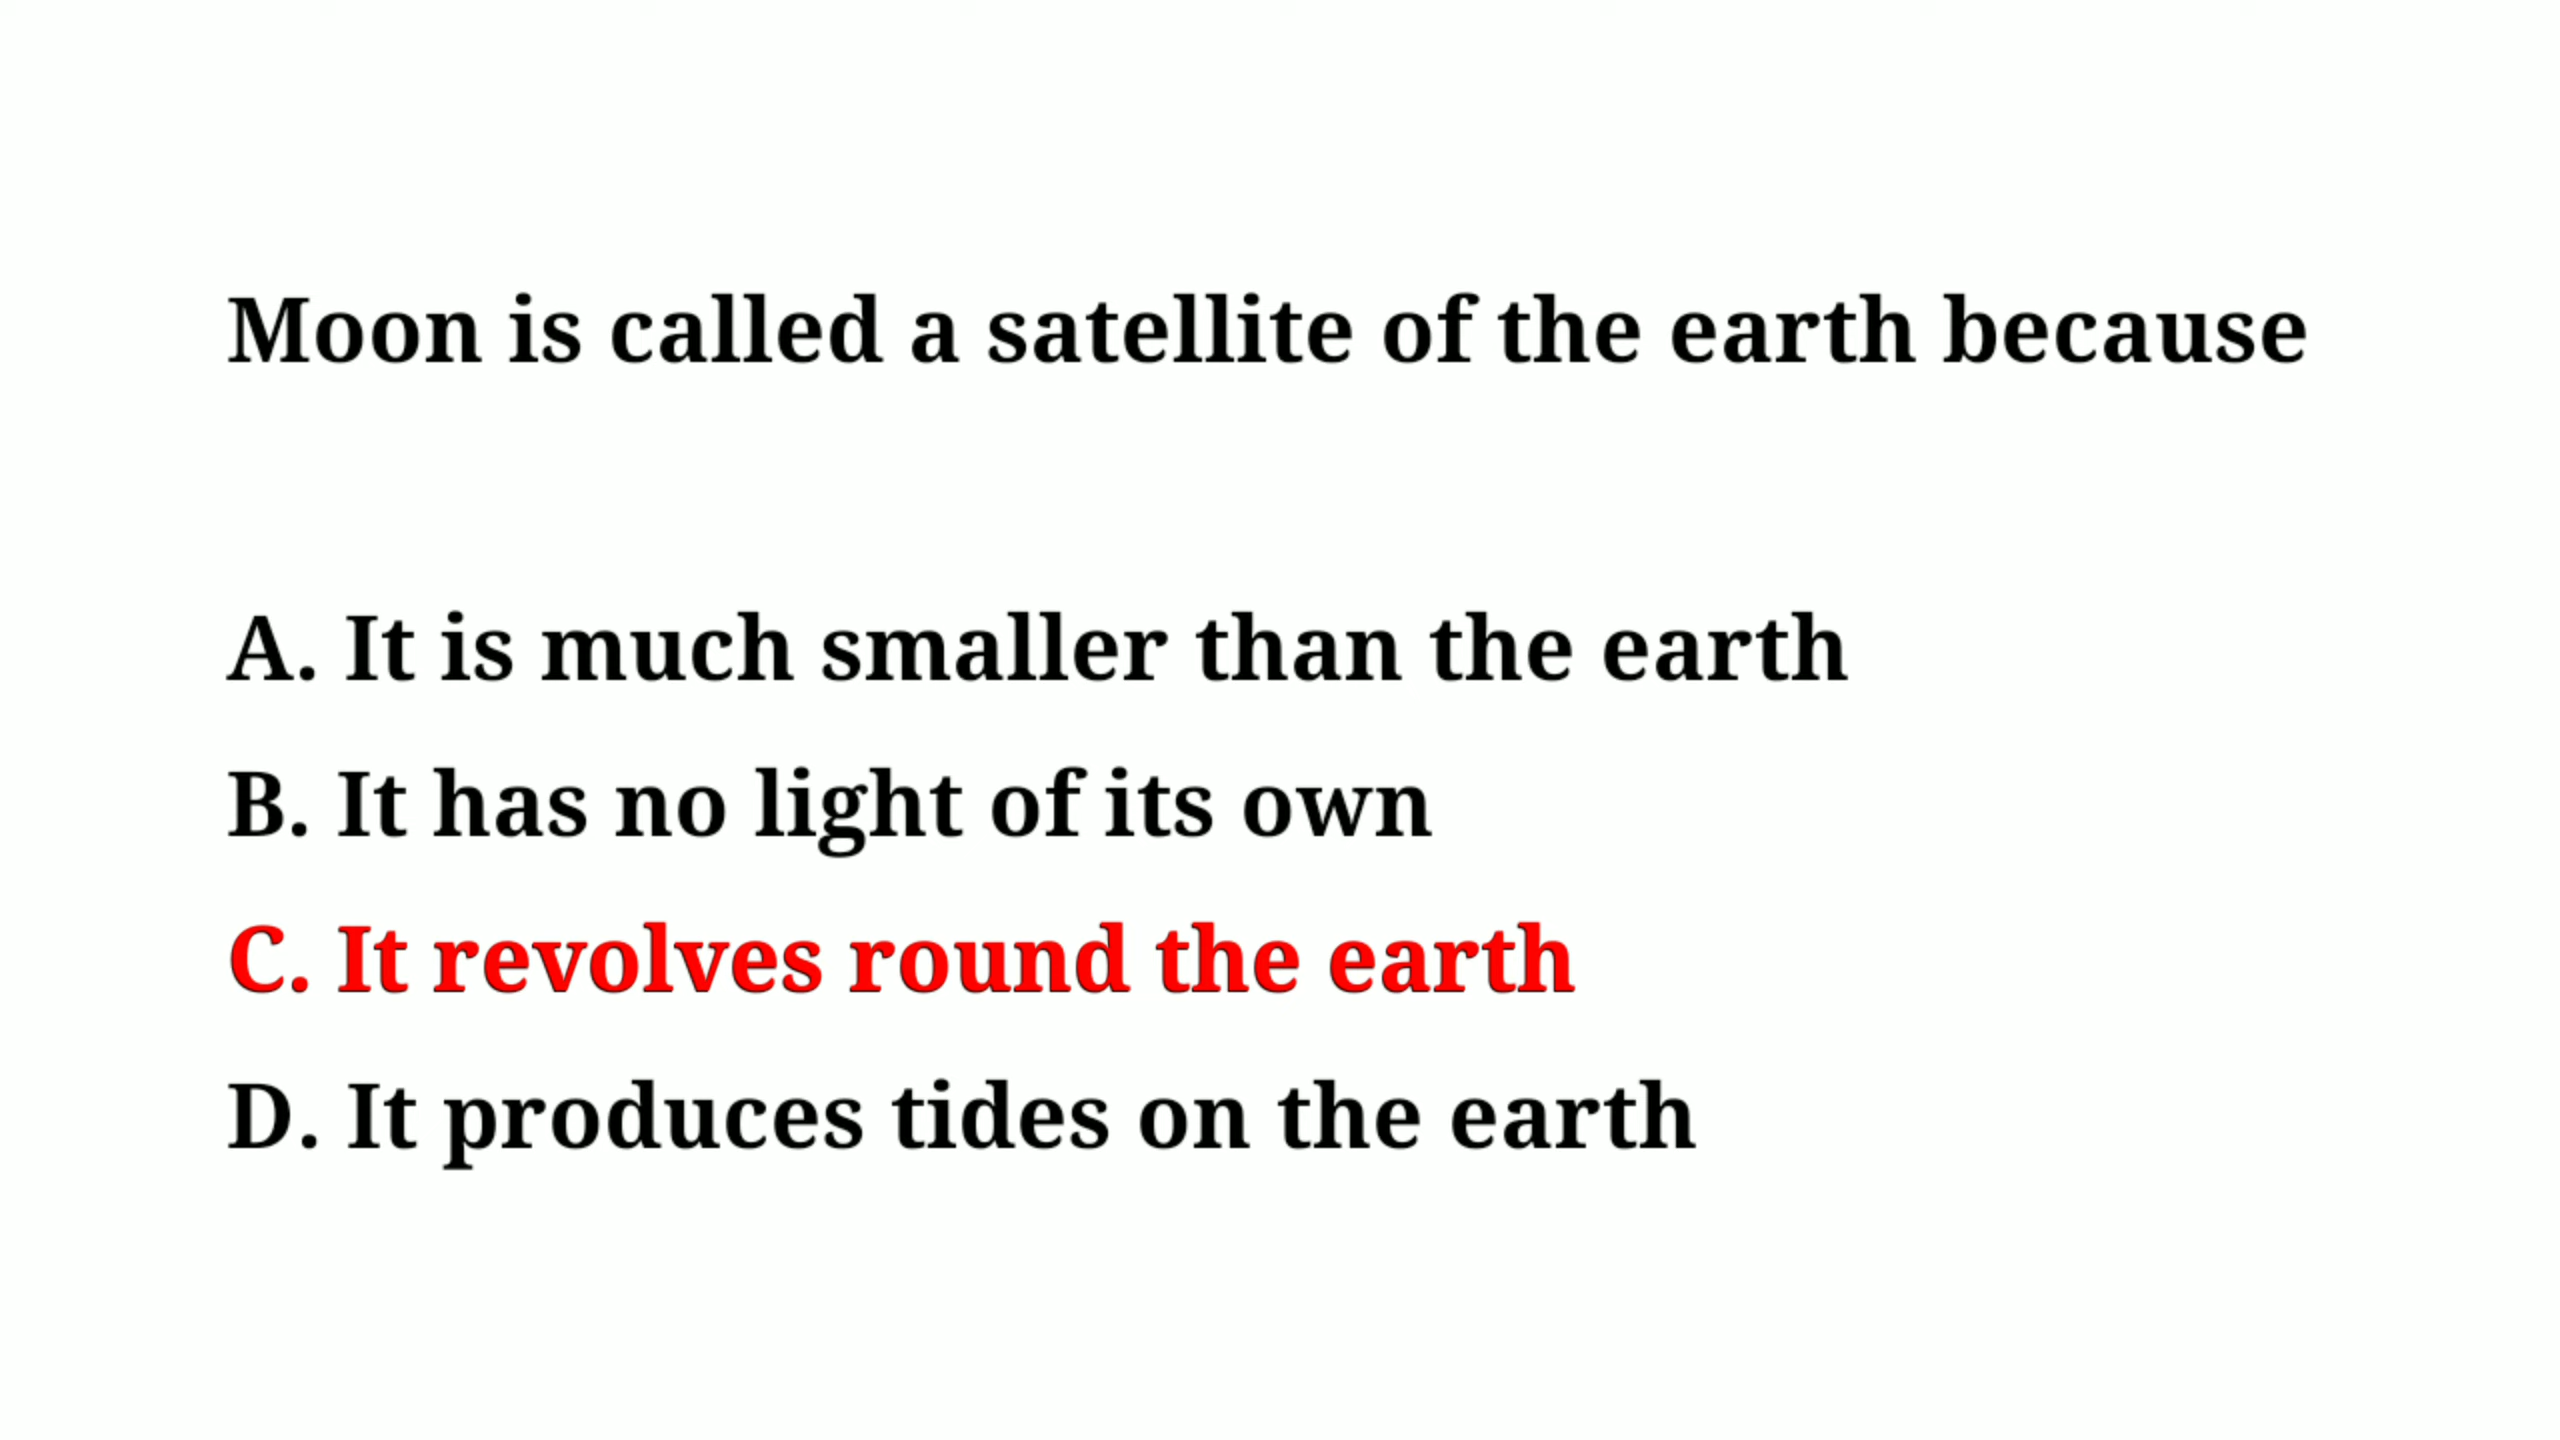 Moon is called a satellite of the earth because
A. It is much smaller than the earth
B. It has no light of its own
C. It revolves round the earth
D. It produces tides on the earth